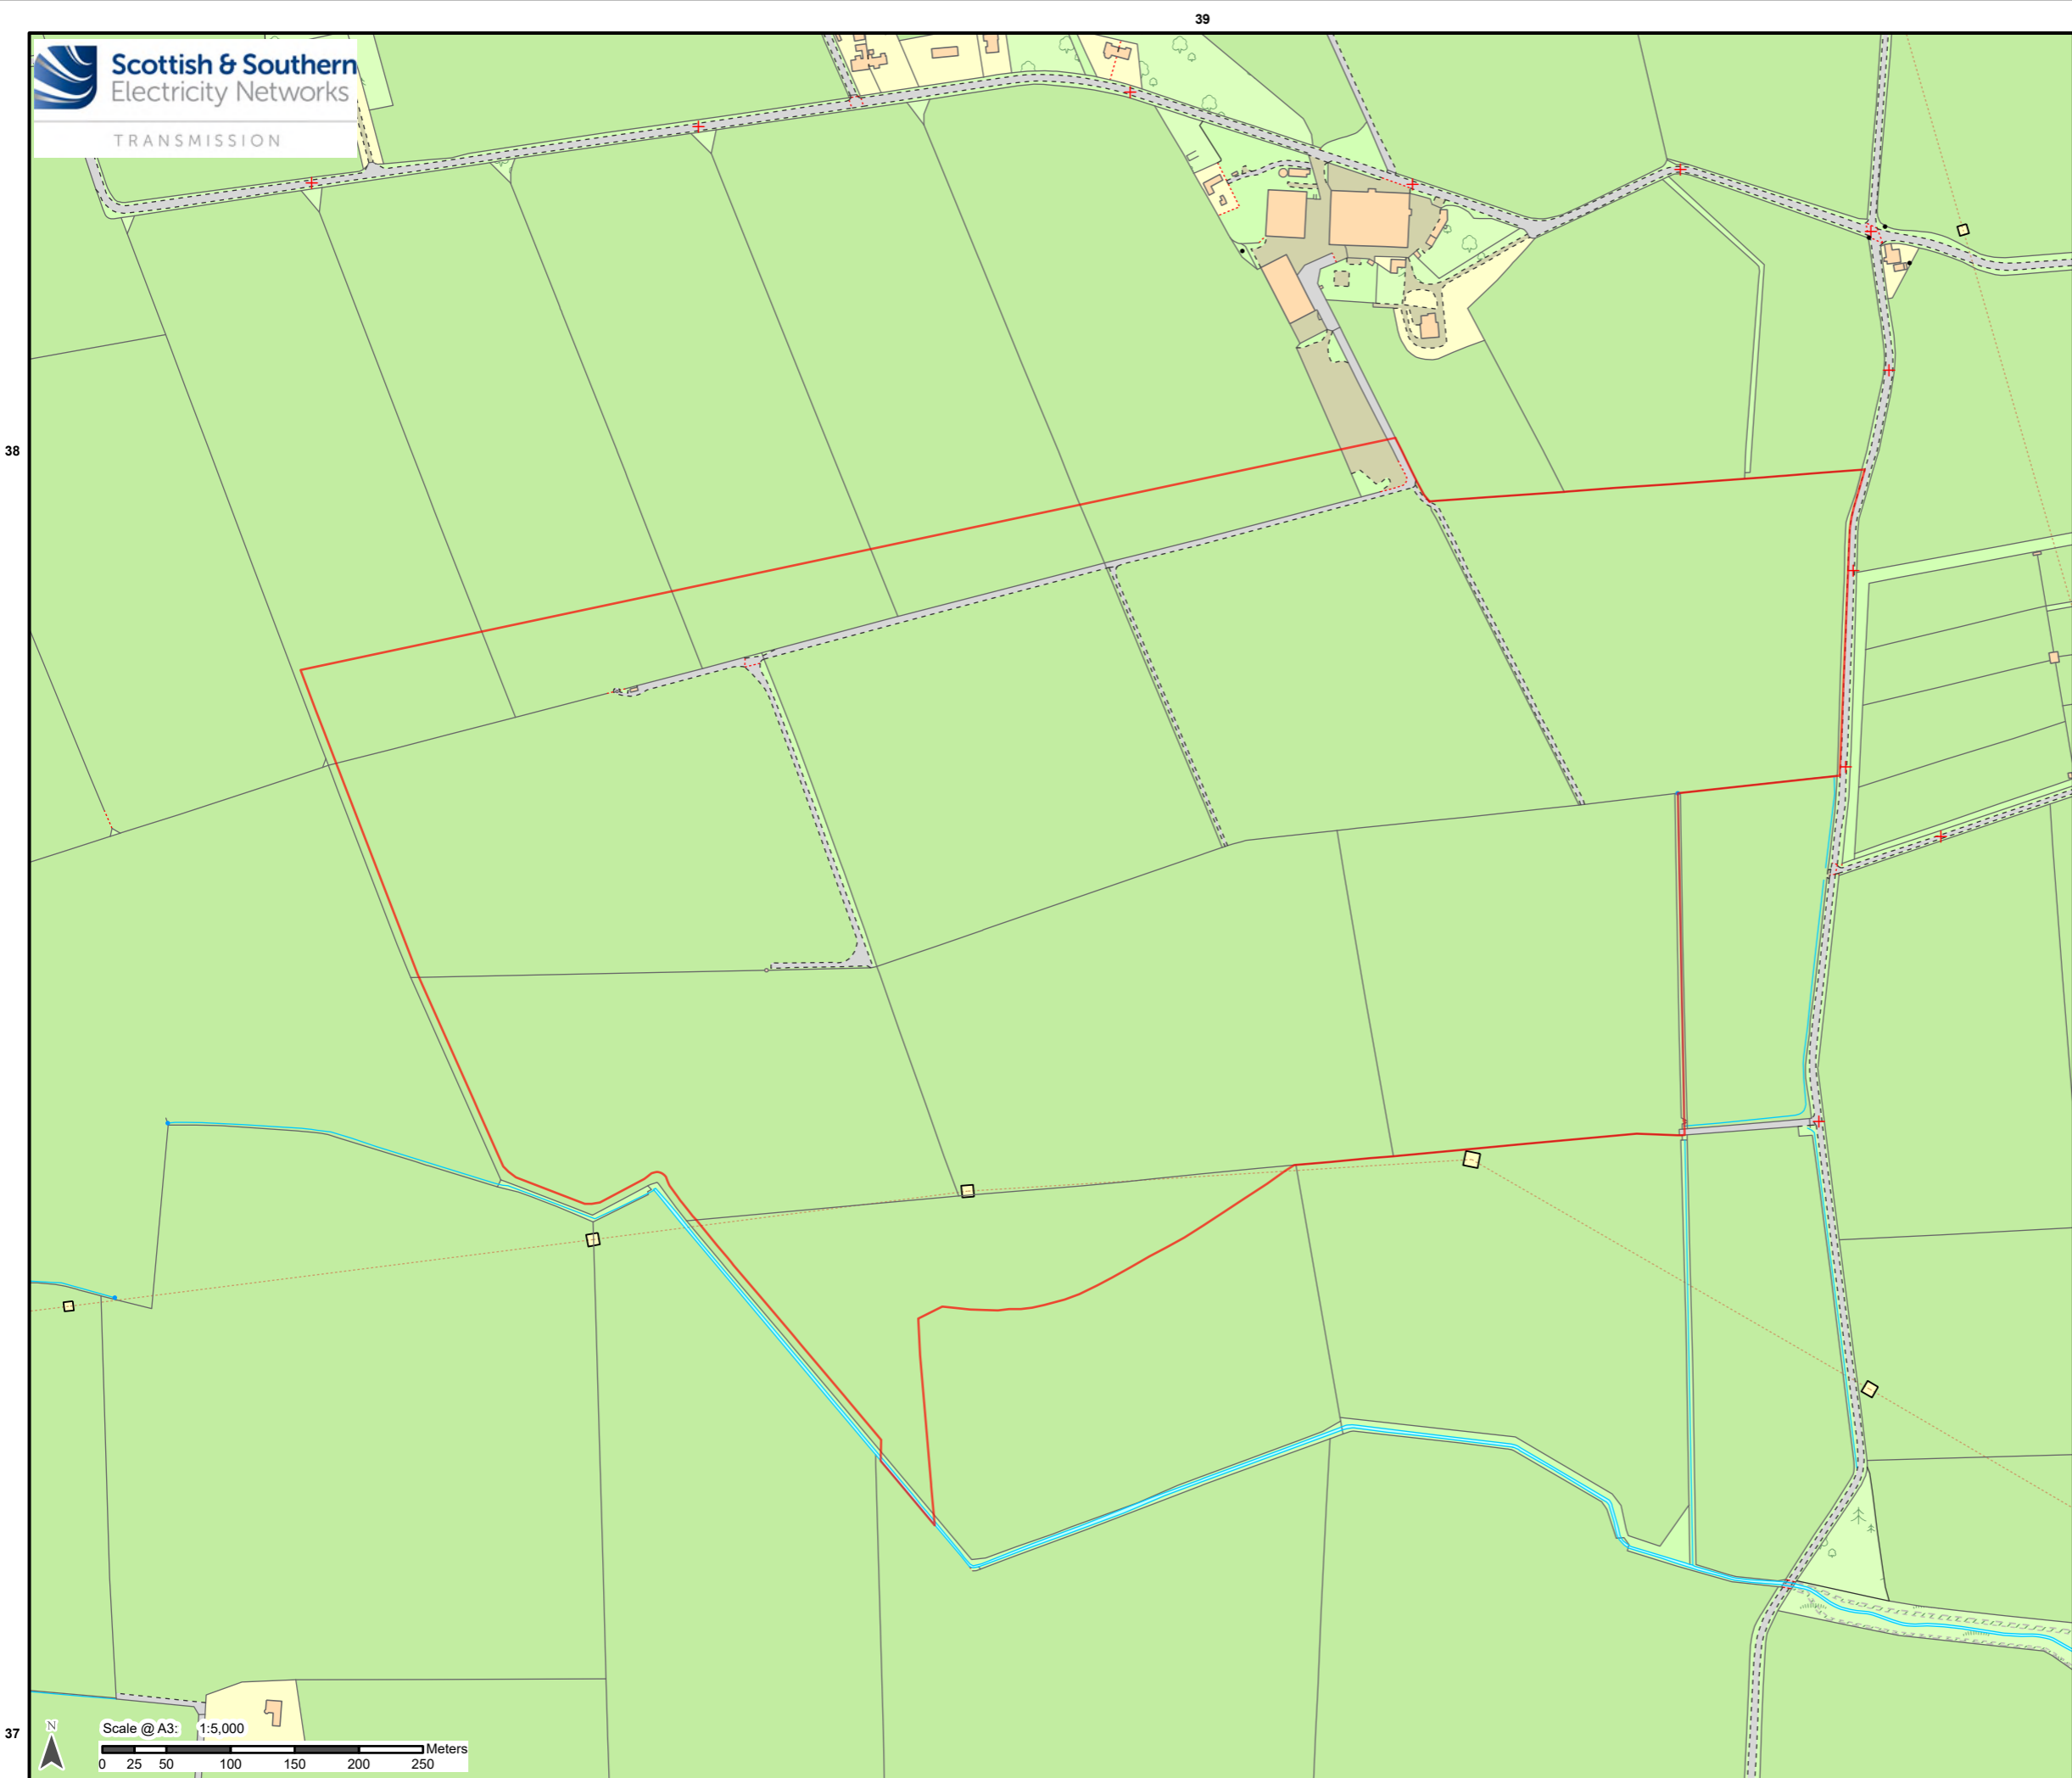 39
Scottish & Southern
Electricity Networks
TRANSMISSION
38
37
N
Scale @ A3: 1:5,000
Meters
0 25 50 100 150 200 250